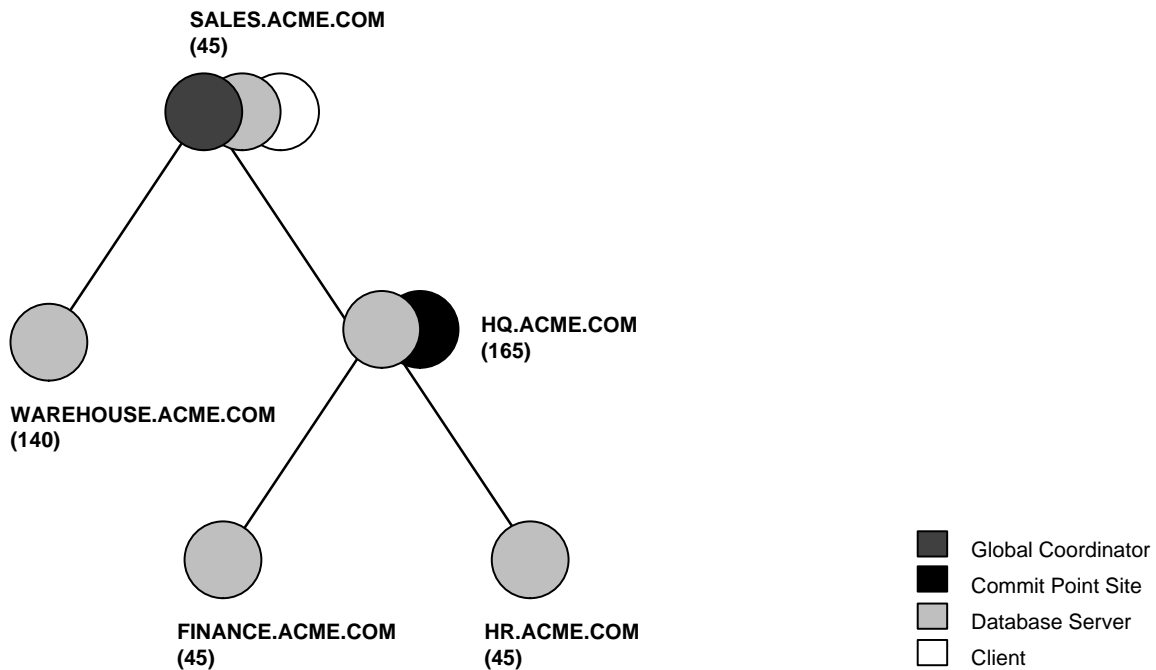 SALES.ACME.COM
(45)
HQ.ACME.COM
(165)
WAREHOUSE.ACME.COM
(140)
FINANCE.ACME.COM
(45)
HR.ACME.COM
(45)
Global Coordinator
Commit Point Site
Database Server
Client